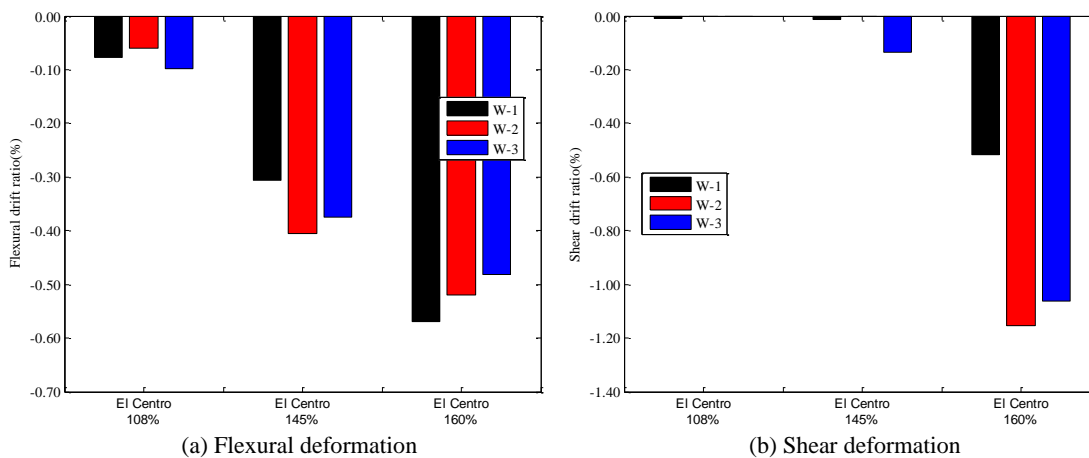 0.00
-0.10
-0.20
-0.30
-0.40
-0.50
-0.60
-0.70
Flexural drift ratio(%)
W-1
W-2
W-3
El Centro
108%
El Centro
145%
El Centro
160%
(a) Flexural deformation
0.00
-0.20
-0.40
-0.60
-0.80
-1.00
-1.20
-1.40
Shear drift ratio(%)
W-1
W-2
W-3
El Centro
108%
El Centro
145%
El Centro
160%
(b) Shear deformation